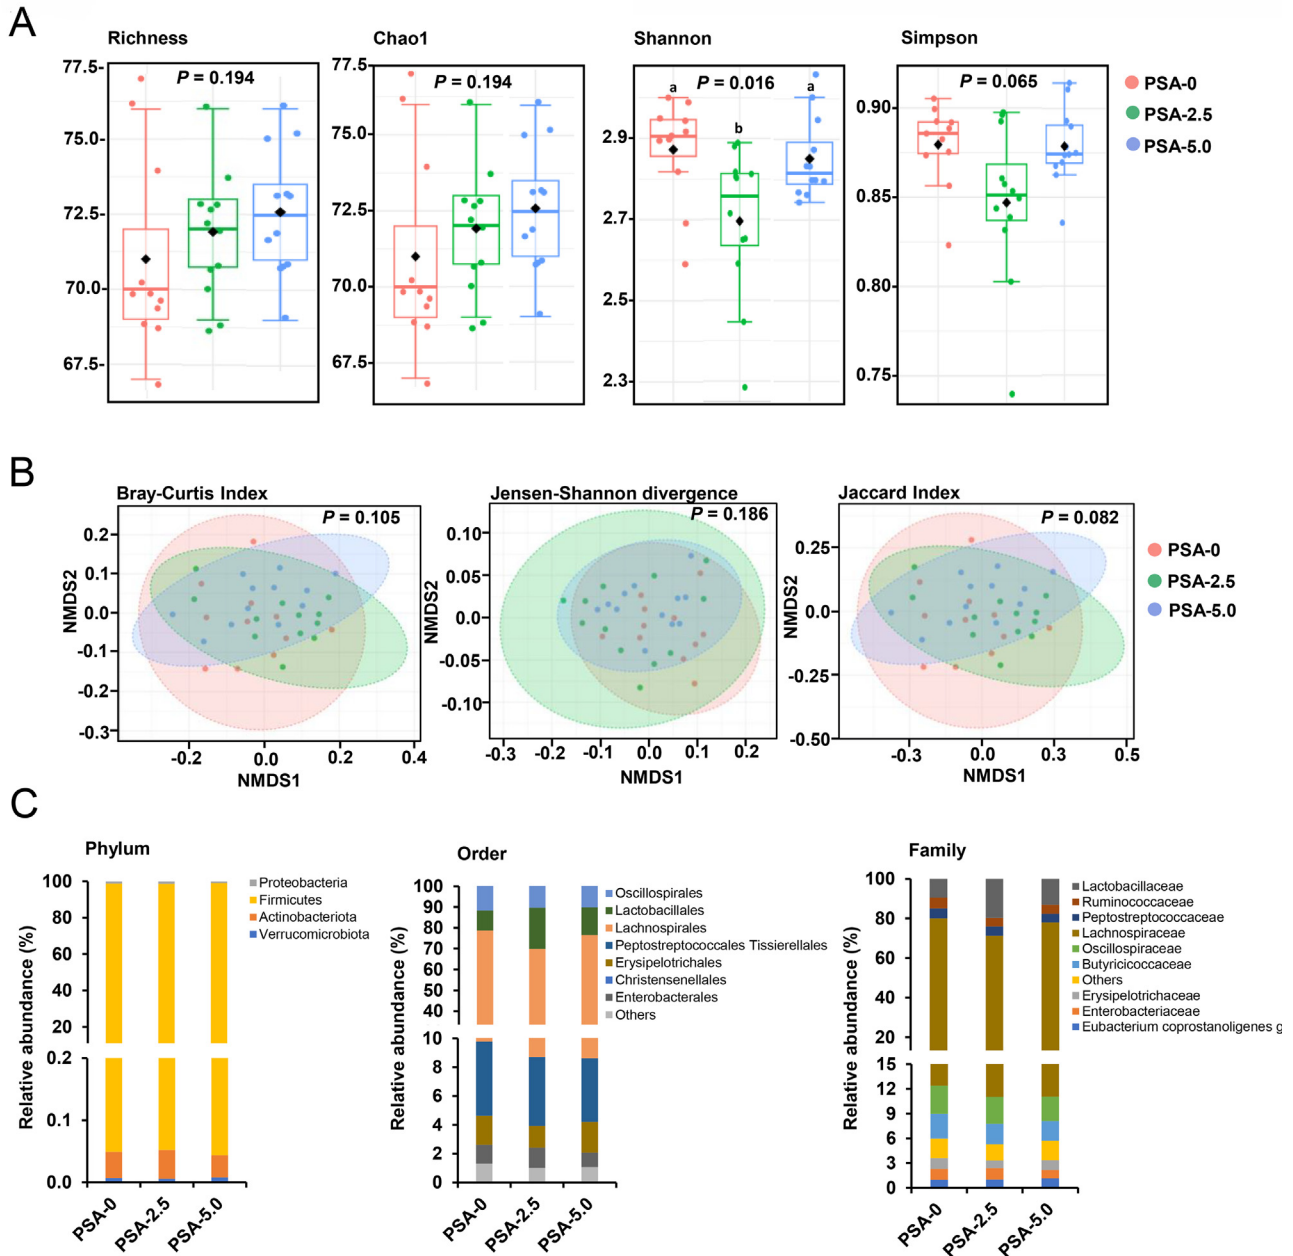 A
Richness
Chao1
Shannon
Simpson
77.5-
75.0-
72.5-
70.0-
67.5-
P = 0.194
77.5
75.0
72.5
70.0
67.5
P = 0.194
2.9
2.7
2.5
2.3
a
P = 0.016
a
b
0.90
0.85
0.80
0.75
P = 0.065
PSA-0
PSA-2.5
PSA-5.0
B
Bray-Curtis Index
P = 0.105
NMDS2
0.2
0.1
0.0
-0.1
-0.2
-0.3
-0.2
0.0
0.2
0.4
NMDS1
Jensen-Shannon divergence
P = 0.186
NMDS2
0.10
0.05
0.0
-0.05
-0.10
-0.3
-0.2
-0.1
0.0
0.1
0.2
NMDS1
Jaccard Index
P = 0.082
NMDS2
0.25
0.0
-0.25
-0.50
-0.3
0.0
0.3
0.5
NMDS1
PSA-0
PSA-2.5
PSA-5.0
C
Phylum
Relative abundance (%)
100
80
60
40
20
0.2
0.1
0.0
PSA-0
PSA-2.5
PSA-5.0
Proteobacteria
Firmicutes
Actinobacteriota
Verrucomicrobiota
Order
Relative abundance (%)
100
90
80
70
60
50
40
30
10
8
6
4
2
0
PSA-0
PSA-2.5
PSA-5.0
Oscillospirales
Lactobacillales
Lachnospirales
Peptostreptococcales Tissierellales
Erysipelotrichales
Christensenellales
Enterobacterales
Others
Family
Relative abundance (%)
100
80
60
40
20
15
12
9
6
3
0
PSA-0
PSA-2.5
PSA-5.0
Lactobacillaceae
Ruminococcaceae
Peptostreptococcaceae
Lachnospiraceae
Oscillospiraceae
Butyricicoccaceae
Others
Erysipelotrichaceae
Enterobacteriaceae
Eubacterium coprostanoligenes g